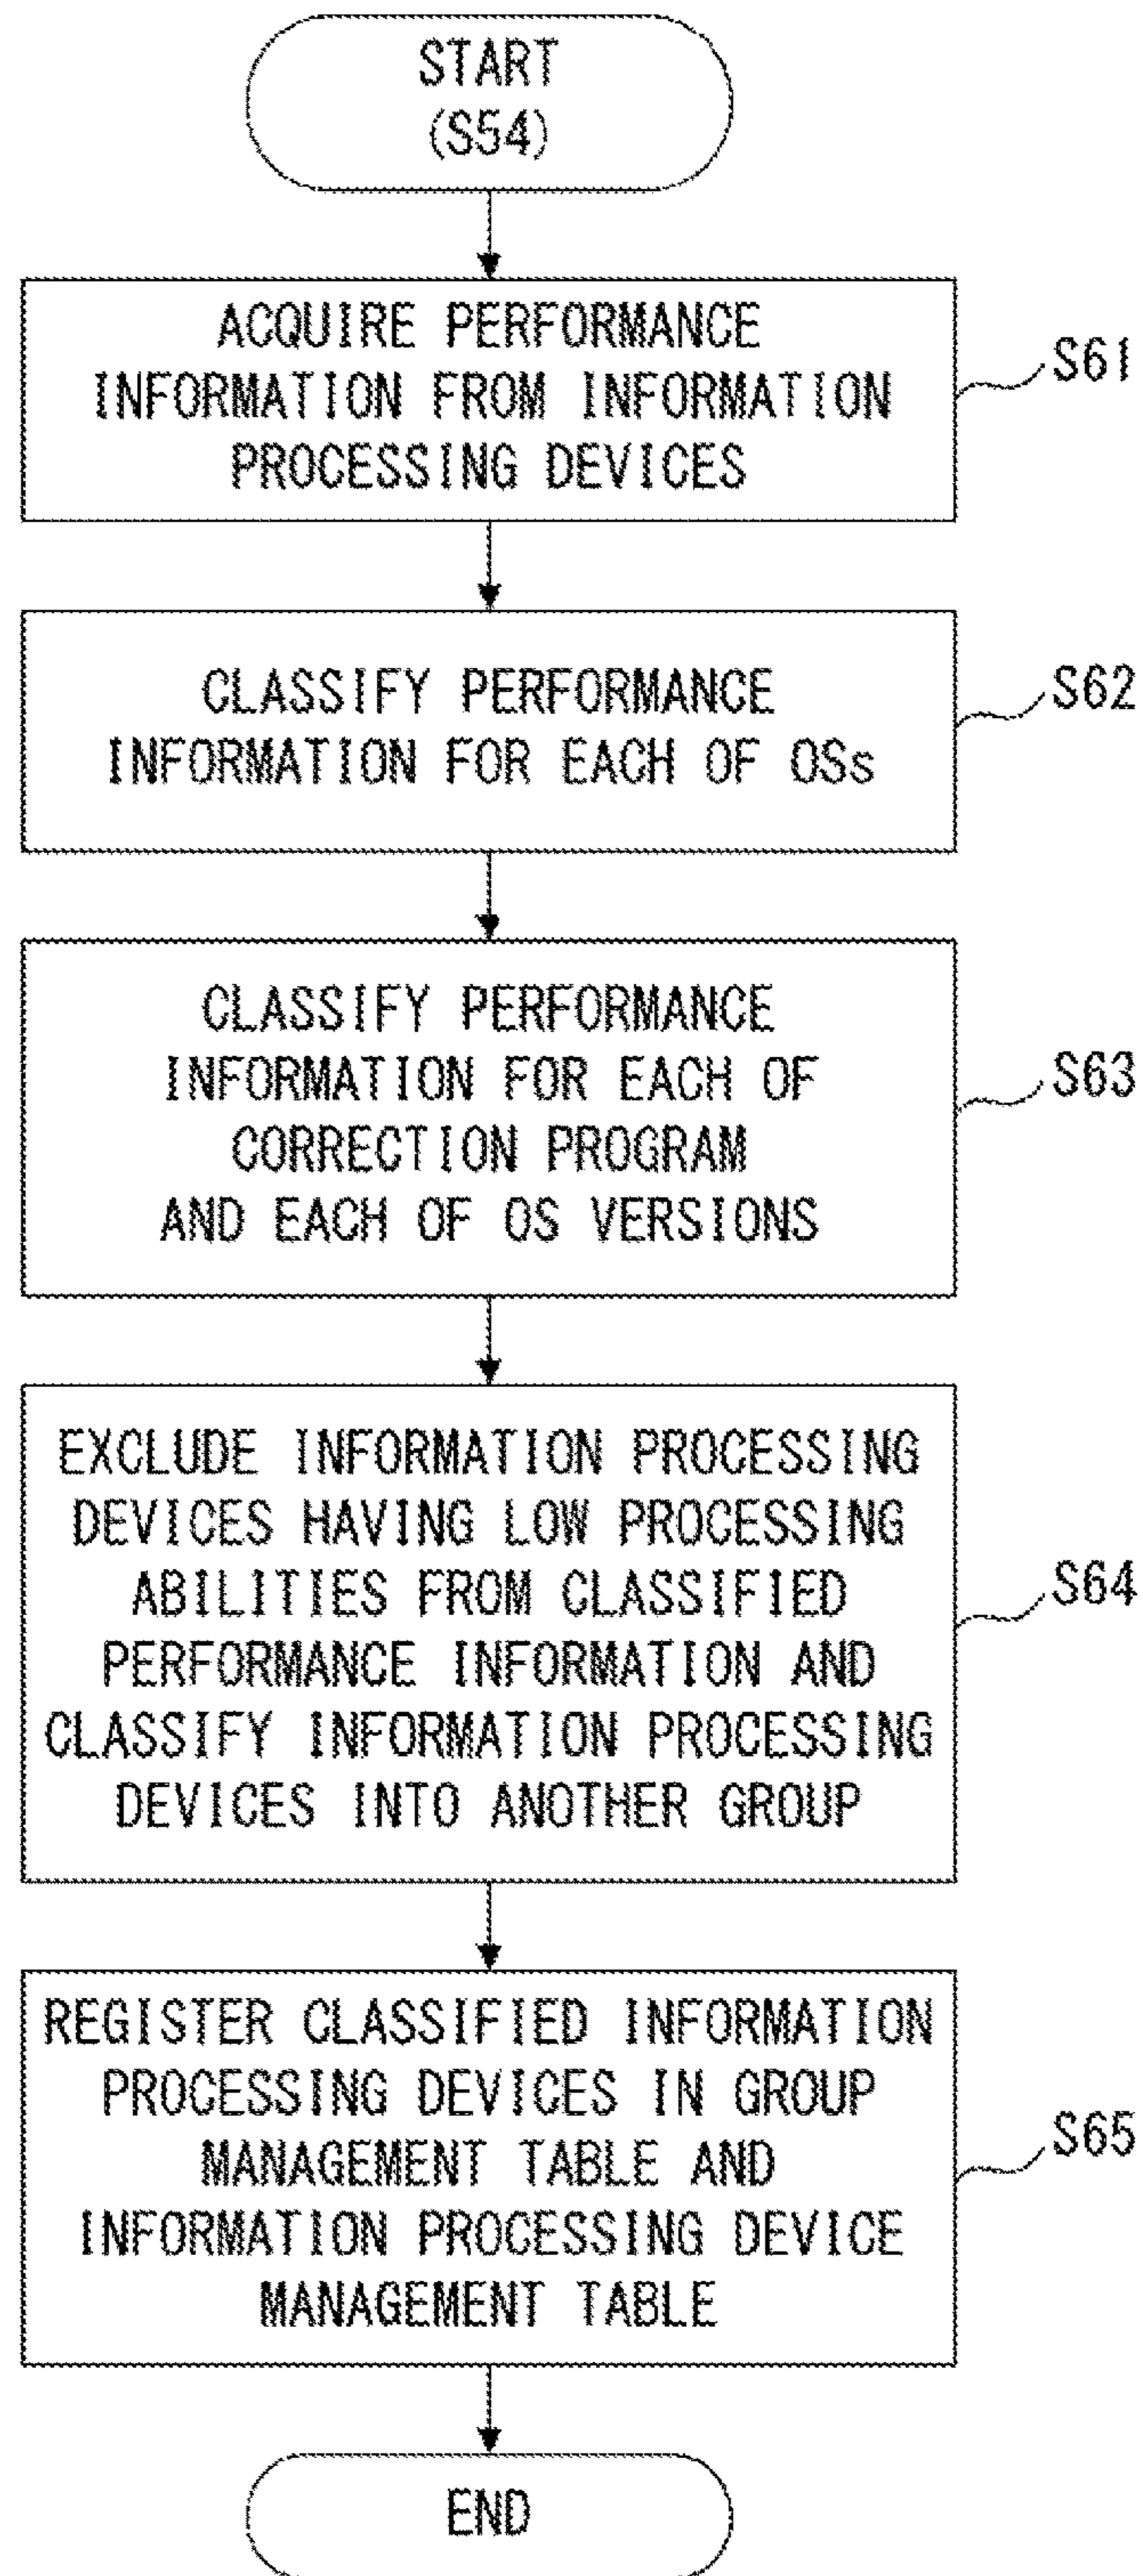 START
(S54)
ACQUIRE PERFORMANCE
INFORMATION FROM INFORMATION
PROCESSING DEVICES
S61
CLASSIFY PERFORMANCE
INFORMATION FOR EACH OF OSs
S62
CLASSIFY PERFORMANCE
INFORMATION FOR EACH OF
CORRECTION PROGRAM
AND EACH OF OS VERSIONS
S63
EXCLUDE INFORMATION PROCESSING
DEVICES HAVING LOW PROCESSING
ABILITIES FROM CLASSIFIED
PERFORMANCE INFORMATION AND
CLASSIFY INFORMATION PROCESSING
DEVICES INTO ANOTHER GROUP
S64
REGISTER CLASSIFIED INFORMATION
PROCESSING DEVICES IN GROUP
MANAGEMENT TABLE AND
INFORMATION PROCESSING DEVICE
MANAGEMENT TABLE
S65
END